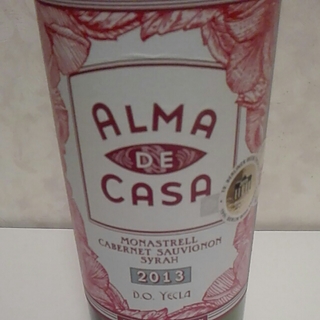 ALMA
DE
CASA
MONASTRELL
CABERNET SAUVIGNON
SYRAH
2013
D.O. YECLA